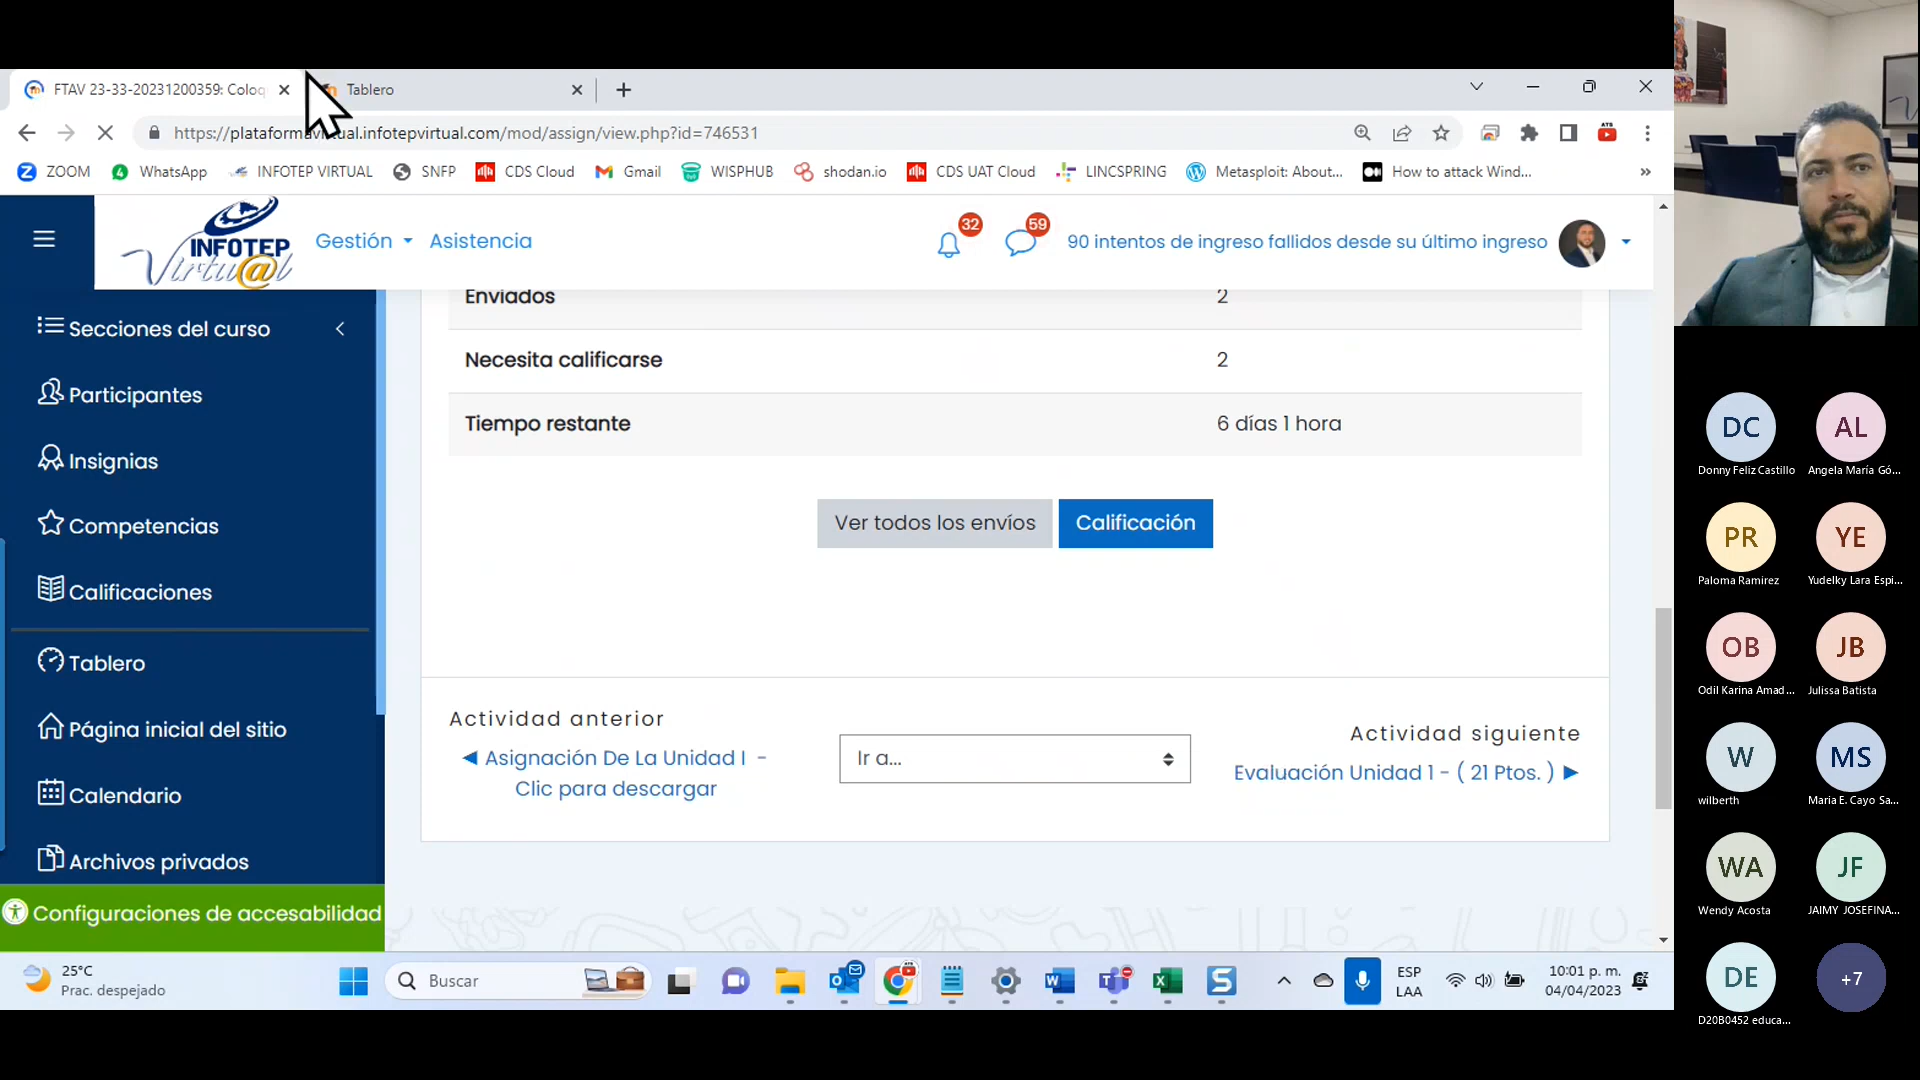 FTAV 23-33-20231200359: Coloq
Tablero
https://plataformavirtual.infotepvirtual.com/mod/assign/view.php?id=746531
ZOOM
WhatsApp
INFOTEP VIRTUAL
SNFP
CDS Cloud
Gmail
WISPHUB
shodan.io
CDS UAT Cloud
LINCSPRING
Metasploit: About...
How to attack Wind...
»
INFOTEP
Virtu@l
Gestión
Asistencia
32
59
90 intentos de ingreso fallidos desde su último ingreso
Secciones del curso
Participantes
Insignias
Competencias
Calificaciones
Tablero
Página inicial del sitio
Calendario
Archivos privados
Configuraciones de accesabilidad
Enviados 2
Necesita calificarse 2
Tiempo restante 6 días 1 hora
Ver todos los envíos
Calificación
Actividad anterior
◀ Asignación De La Unidad I -
Clic para descargar
Ir a...
Actividad siguiente
Evaluación Unidad 1 - ( 21 Ptos. ) ▶
25°C
Prac. despejado
Buscar
ESP
LAA
10:01 p. m.
04/04/2023
DC
Donny Feliz Castillo
AL
Angela María Gó...
PR
Paloma Ramirez
YE
Yudelky Lara Espi...
OB
Odil Karina Amad...
JB
Julissa Batista
W
wilberth
MS
Maria E. Cayo Sa...
WA
Wendy Acosta
JF
JAIMY JOSEFINA...
DE
D20B0452 educa...
+7